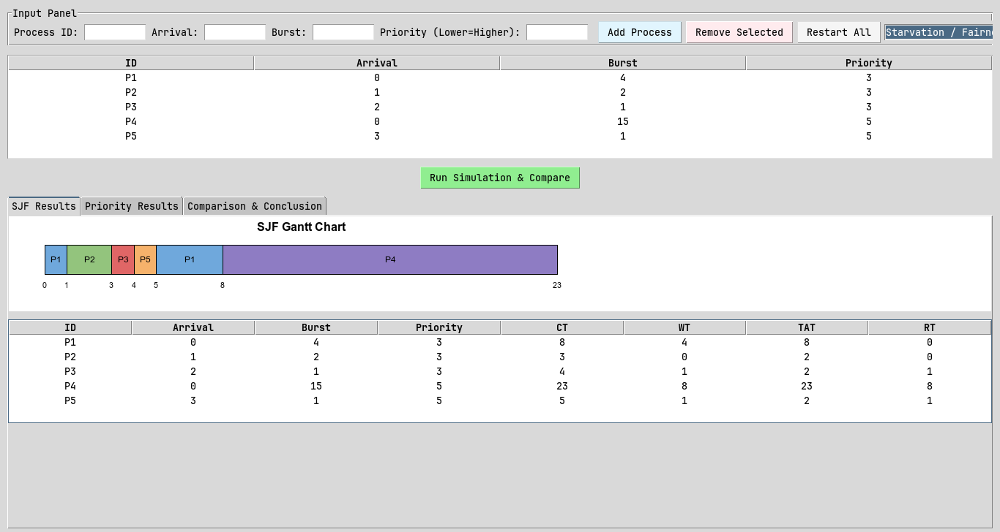 Input Panel
Process ID: Arrival: Burst: Priority (Lower=Higher): Add Process Remove Selected Restart All Starvation / Fairn
ID Arrival Burst Priority
P1 0 4 3
P2 1 2 3
P3 2 1 3
P4 0 15 5
P5 3 1 5
Run Simulation & Compare
SJF Results Priority Results Comparison & Conclusion
SJF Gantt Chart
P1 P2 P3 P5 P1 P4
0 1 3 4 5 8 23
ID Arrival Burst Priority CT WT TAT RT
P1 0 4 3 8 4 8 0
P2 1 2 3 3 0 2 0
P3 2 1 3 4 1 2 1
P4 0 15 5 23 8 23 8
P5 3 1 5 5 1 2 1